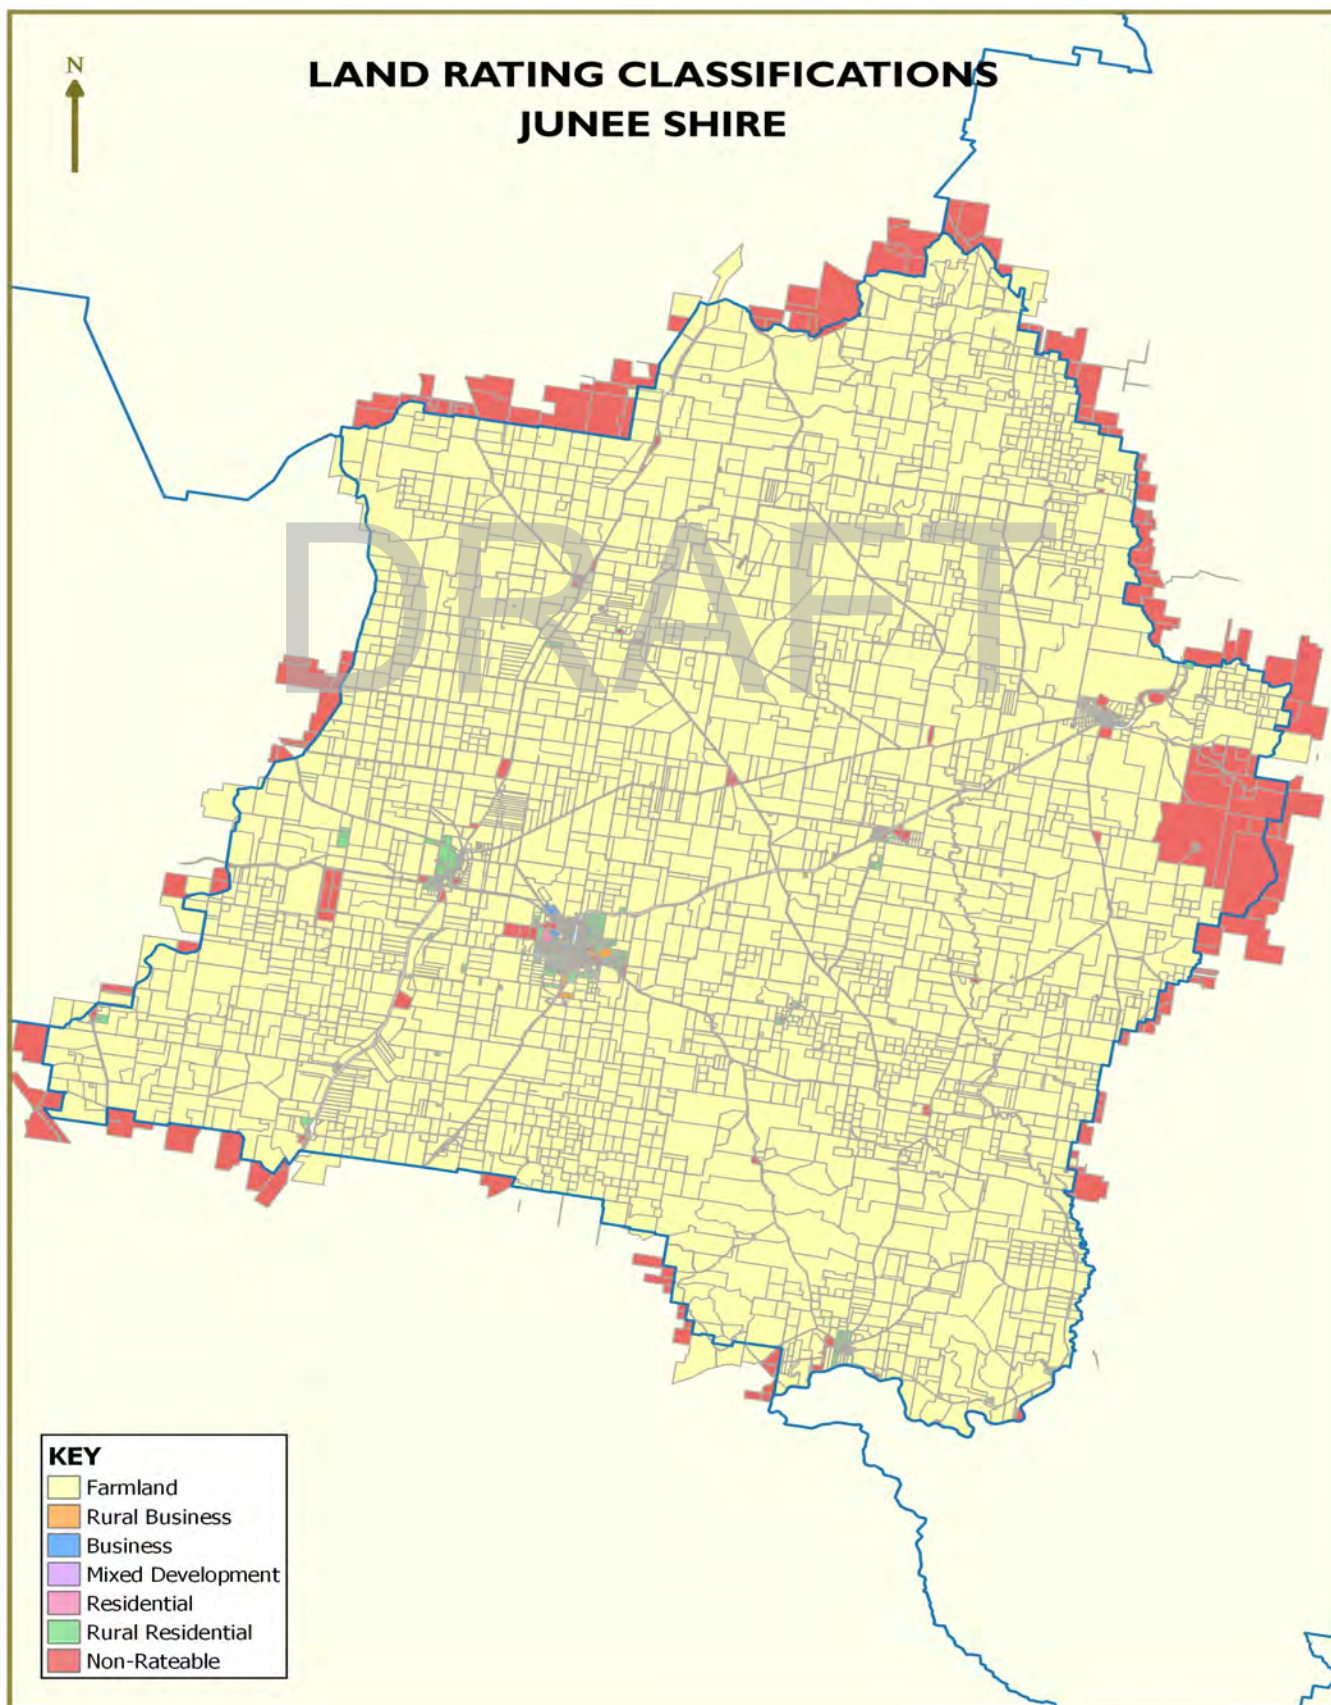 LAND RATING CLASSIFICATIONS
JUNEE SHIRE
N
DRAFT
KEY
Farmland
Rural Business
Business
Mixed Development
Residential
Rural Residential
Non-Rateable